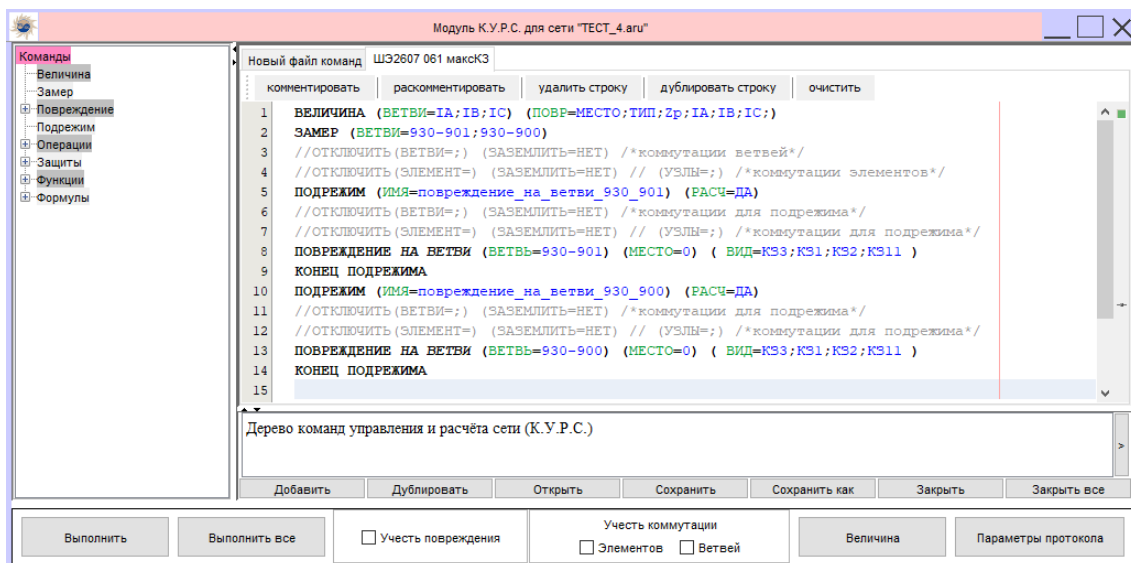 Модуль К.У.Р.С. для сети "ТЕСТ_4.aru"
Команды
Величина
Замер
Повреждение
Подрежим
Операции
Защиты
Функции
Формулы
Новый файл команд ШЭ2607 061 максКЗ
комментировать раскомментировать удалить строку дублировать строку очистить
1 ВЕЛИЧИНА (ВЕТВИ=IA;IB;IC) (ПОВР=МЕСТО;ТИП;Zp;IA;IB;IC;)
2 ЗАМЕР (ВЕТВИ=930-901;930-900)
3 //ОТКЛЮЧИТЬ(ВЕТВИ=;) (ЗАЗЕМЛИТЬ=НЕТ) /*коммутации ветвей*/
4 //ОТКЛЮЧИТЬ(ЭЛЕМЕНТ=) (ЗАЗЕМЛИТЬ=НЕТ) // (УЗЛЫ=;) /*коммутации элементов*/
5 ПОДРЕЖИМ (ИМЯ=повреждение_на_ветви_930_901) (РАСЧ=ДА)
6 //ОТКЛЮЧИТЬ(ВЕТВИ=;) (ЗАЗЕМЛИТЬ=НЕТ) /*коммутации для подрежима*/
7 //ОТКЛЮЧИТЬ(ЭЛЕМЕНТ=) (ЗАЗЕМЛИТЬ=НЕТ) // (УЗЛЫ=;) /*коммутации для подрежима*/
8 ПОВРЕЖДЕНИЕ НА ВЕТВИ (ВЕТВЬ=930-901) (МЕСТО=0) ( ВИД=КЗ3;КЗ1;КЗ2;КЗ11 )
9 КОНЕЦ ПОДРЕЖИМА
10 ПОДРЕЖИМ (ИМЯ=повреждение_на_ветви_930_900) (РАСЧ=ДА)
11 //ОТКЛЮЧИТЬ(ВЕТВИ=;) (ЗАЗЕМЛИТЬ=НЕТ) /*коммутации для подрежима*/
12 //ОТКЛЮЧИТЬ(ЭЛЕМЕНТ=) (ЗАЗЕМЛИТЬ=НЕТ) // (УЗЛЫ=;) /*коммутации для подрежима*/
13 ПОВРЕЖДЕНИЕ НА ВЕТВИ (ВЕТВЬ=930-900) (МЕСТО=0) ( ВИД=КЗ3;КЗ1;КЗ2;КЗ11 )
14 КОНЕЦ ПОДРЕЖИМА
15
Дерево команд управления и расчёта сети (К.У.Р.С.)
>
Добавить Дублировать Открыть Сохранить Сохранить как Закрыть Закрыть все
Выполнить Выполнить все Учесть повреждения Учесть коммутации Величина Параметры протокола
Элементов Ветвей